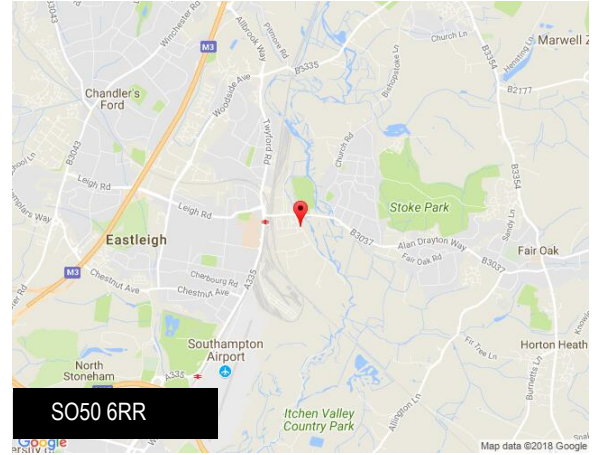 Winchester Rd
Allbrook Way
Pitmore Rd
Church Ln
B3354
Marwell Z
Hensting Ln
M3
B3335
Bishopstoke Ln
B2177
Woodside Ave
Chandler's
Ford
B3043
Twyford Rd
Church Rd
B3354
Leigh Rd
Stoke Park
Sandy Ln
Leigh Rd
B3037
Alan Drayton Way
Eastleigh
Fair Oak Rd
B3037
Fair Oak
M3
Chestnut Ave
Cherbourg Rd
Chestnut Ave
A335
Southampton
Airport
Fir Tree Ln
Horton Heath
North
Stoneham
A335
Allington Ln
Burnetts Ln
SO50 6RR
Itchen Valley
Country Park
Google
Map data ©2018 Google